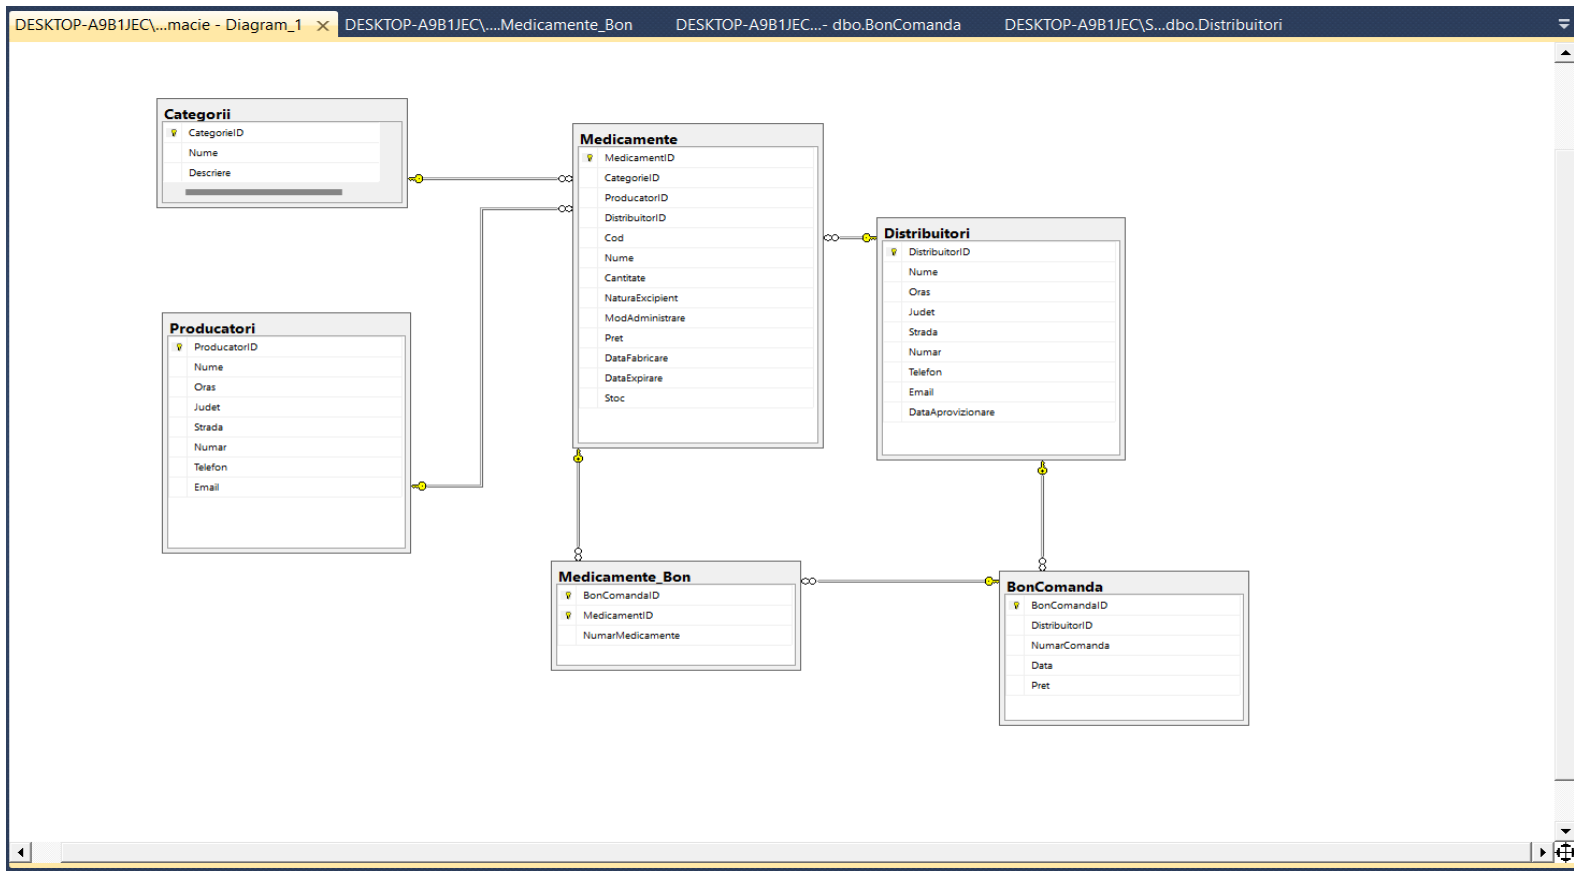 DESKTOP-A9B1JEC\...macie - Diagram_1
DESKTOP-A9B1JEC\....Medicamente_Bon
DESKTOP-A9B1JEC...- dbo.BonComanda
DESKTOP-A9B1JEC\S...dbo.Distribuitori
Categorii
CategorieID
Nume
Descriere
Medicamente
MedicamentID
CategorieID
ProducatorID
DistribuitorID
Cod
Nume
Cantitate
NaturaExcipient
ModAdministrare
Pret
DataFabricare
DataExpirare
Stoc
Distribuitori
DistribuitorID
Nume
Oras
Judet
Strada
Numar
Telefon
Email
DataAprovizionare
Producatori
ProducatorID
Nume
Oras
Judet
Strada
Numar
Telefon
Email
Medicamente_Bon
BonComandaID
MedicamentID
NumarMedicamente
BonComanda
BonComandaID
DistribuitorID
NumarComanda
Data
Pret